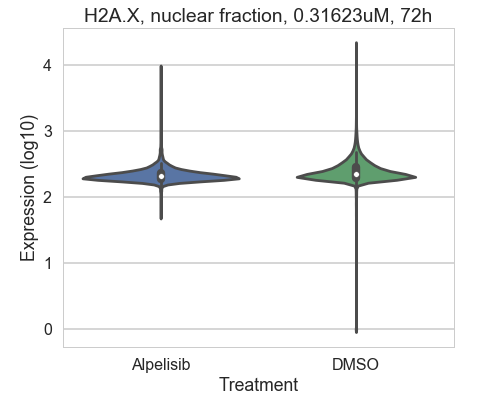 H2A.X, nuclear fraction, 0.31623uM, 72h
Expression (log10)
4
3
2
1
0
Alpelisib
DMSO
Treatment